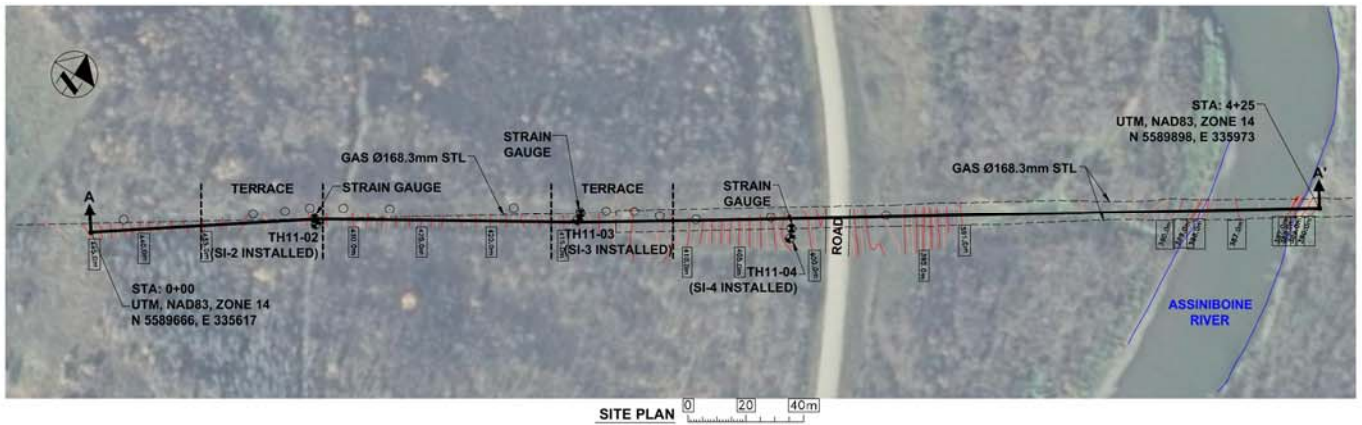 STA: 4+25
UTM, NAD83, ZONE 14
N 5589898, E 335973
STRAIN
GAUGE
GAS Ø168.3mm STL
GAS Ø168.3mm STL
TERRACE
STRAIN GAUGE
TERRACE
STRAIN
GAUGE
A
A'
TH11-02
(SI-2 INSTALLED)
TH11-03
(SI-3 INSTALLED)
ROAD
TH11-04
(SI-4 INSTALLED)
STA: 0+00
UTM, NAD83, ZONE 14
N 5589666, E 335617
ASSINIBOINE
RIVER
SITE PLAN
0 20 40m